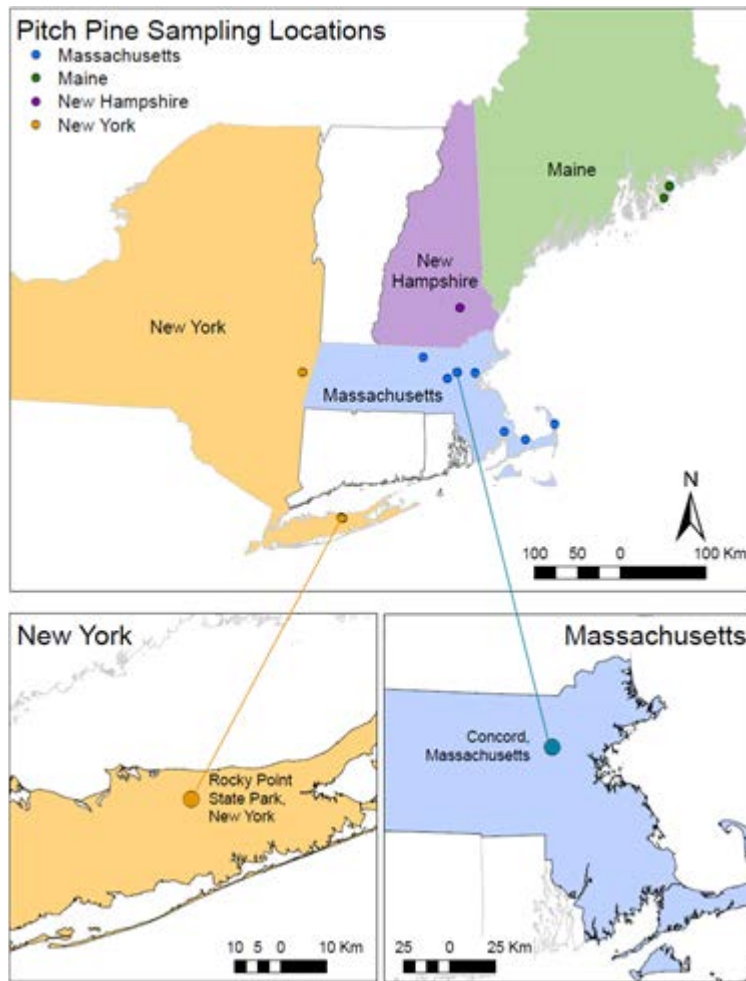 Pitch Pine Sampling Locations
Massachusetts
Maine
New Hampshire
New York
Maine
New
Hampshire
New York
Massachusetts
N
100 50 0 100 Km
New York
Rocky Point
State Park,
New York
10 5 0 10 Km
Massachusetts
Concord,
Massachusetts
25 0 25 Km